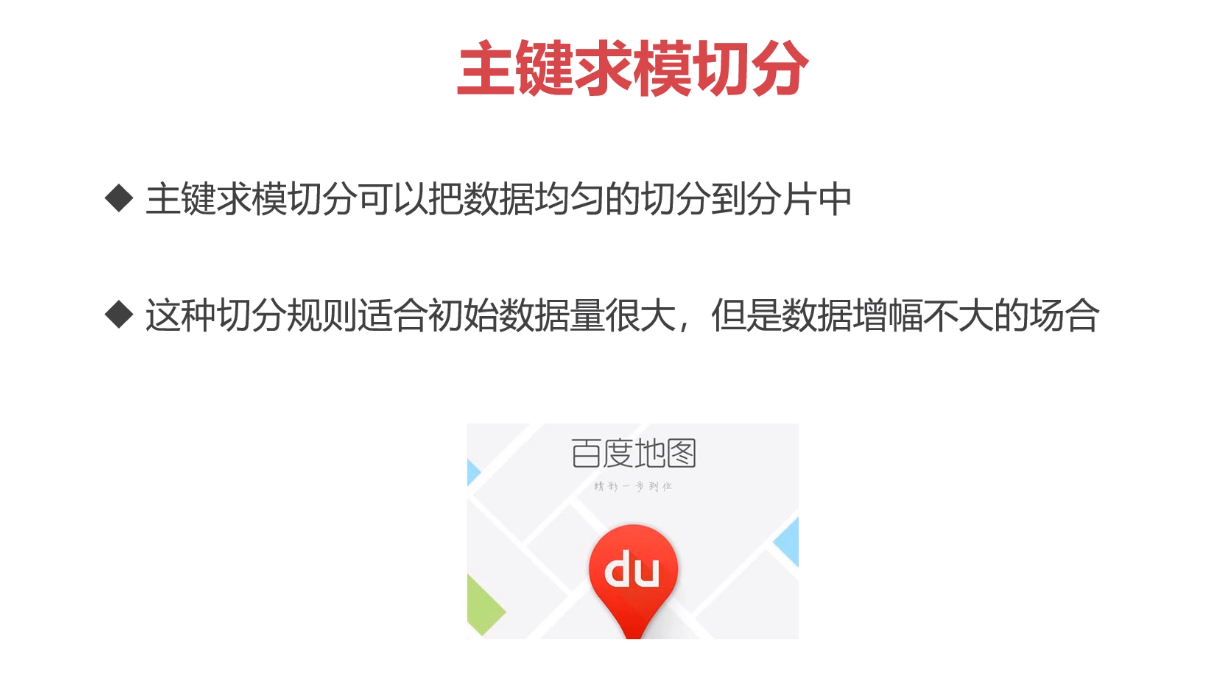 主键求模切分
◆ 主键求模切分可以把数据均匀的切分到分片中
◆ 这种切分规则适合初始数据量很大，但是数据增幅不大的场合
百度地图
精彩一步到位
du